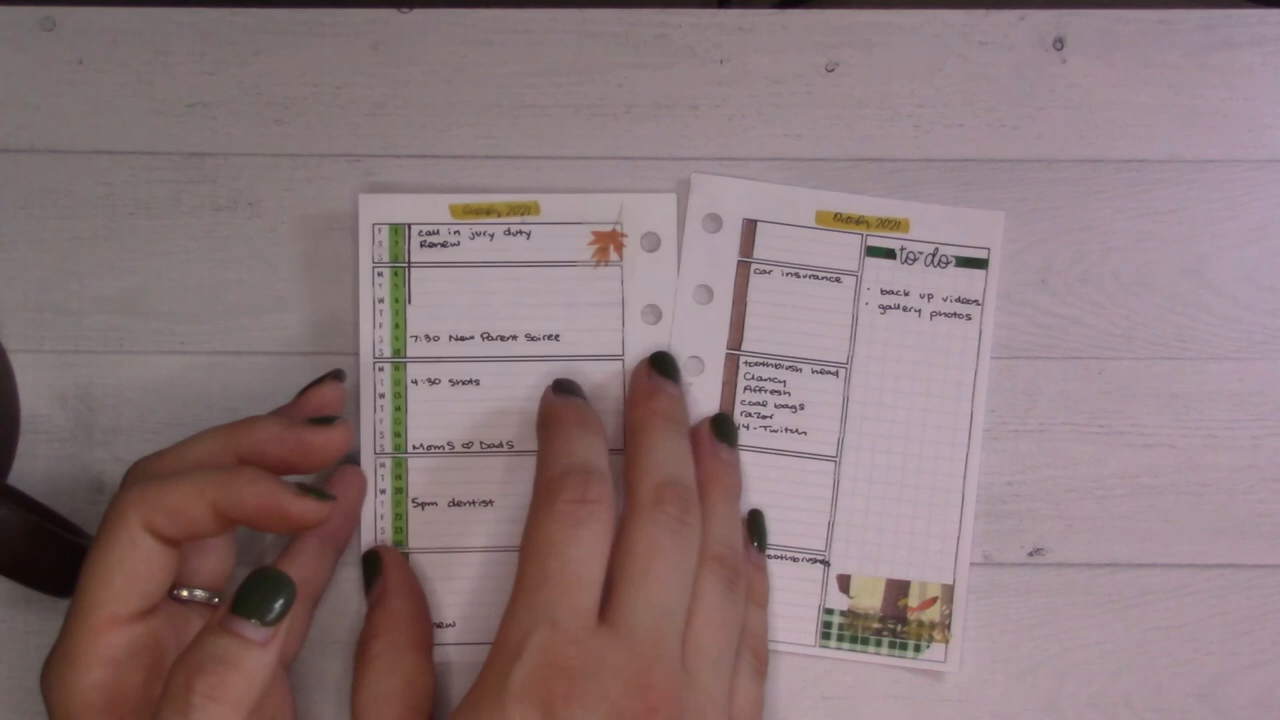 October 2021
call in jury duty
Renew
7:30 New Parent Soiree
4:30 shots
Moms ♡ Dads
5pm dentist
October 2021
to-do
car insurance
• back up videos
• gallery photos
toothbrush head
Clancy
Affresh
coal bags
razor
14-Twitch
toothbrushes